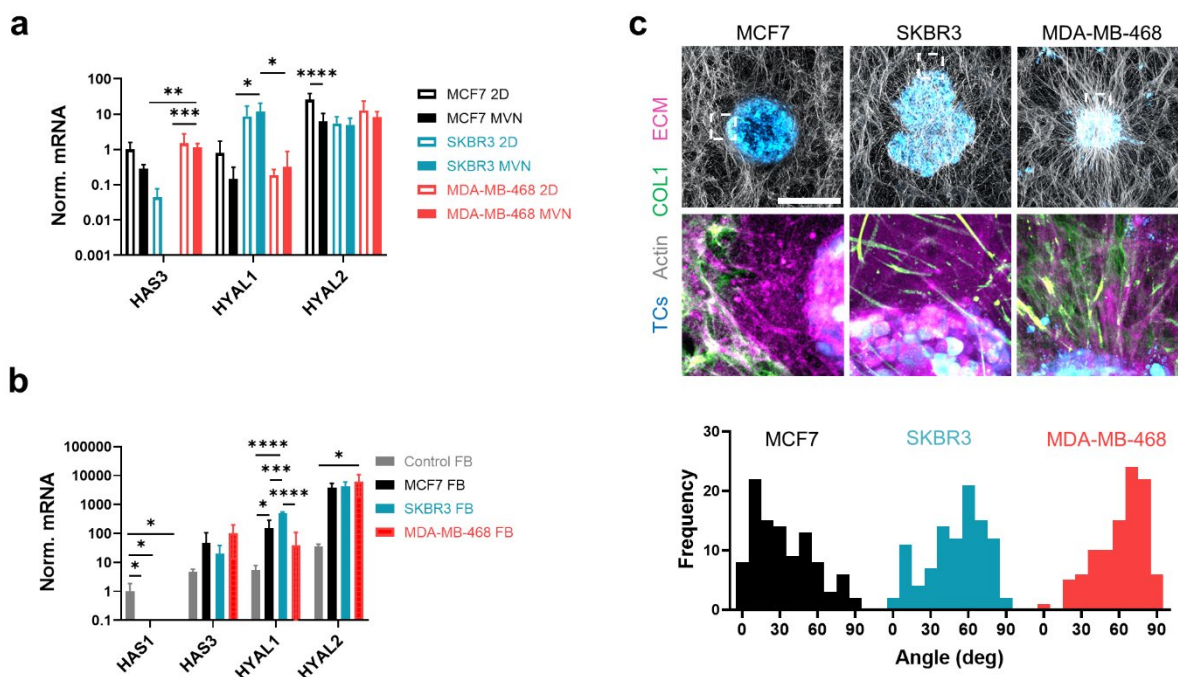 a
Norm. mRNA
100
10
1
0.1
0.01
0.001
**
***
*
*
****
HAS3
HYAL1
HYAL2
MCF7 2D
MCF7 MVN
SKBR3 2D
SKBR3 MVN
MDA-MB-468 2D
MDA-MB-468 MVN
b
Norm. mRNA
100000
10000
1000
100
10
1
0.1
*
*
*
****
***
*
****
*
HAS1
HAS3
HYAL1
HYAL2
Control FB
MCF7 FB
SKBR3 FB
MDA-MB-468 FB
c
MCF7 SKBR3 MDA-MB-468
TCs Actin COL1 ECM
MCF7 SKBR3 MDA-MB-468
Frequency
30
20
10
0
0 30 60 90 0 30 60 90 0 30 60 90
Angle (deg)